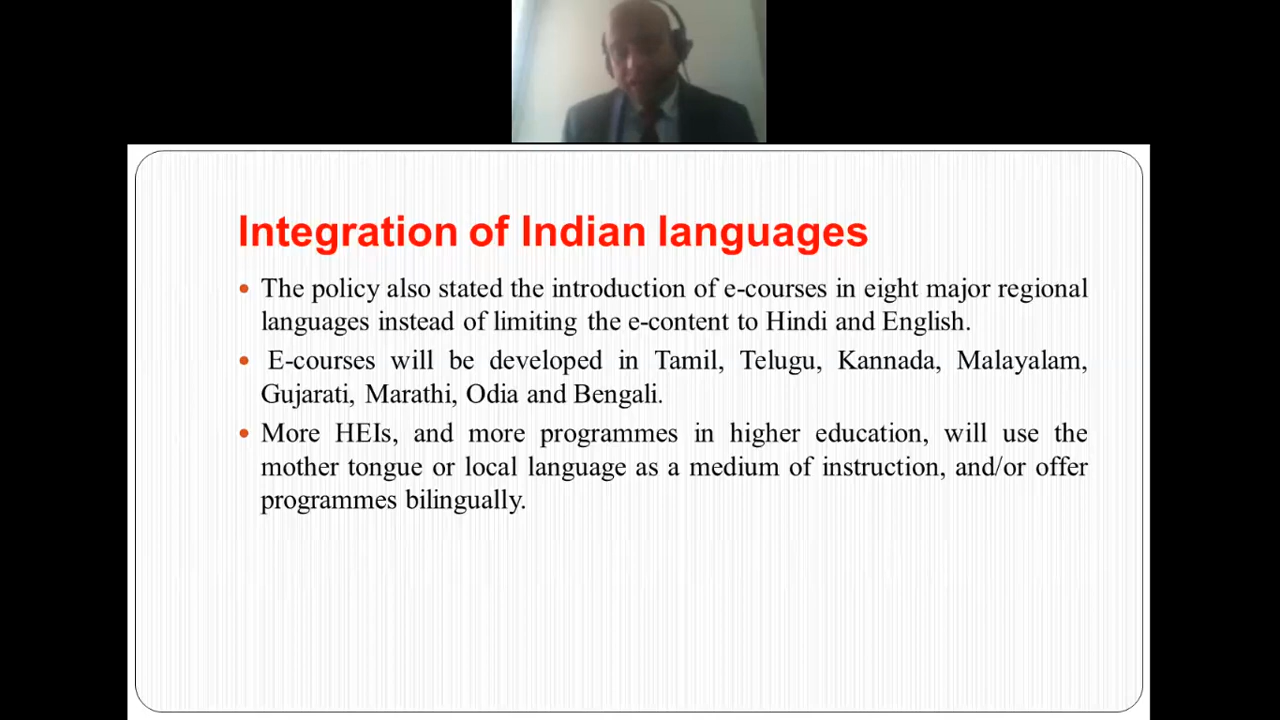 Integration of Indian languages
The policy also stated the introduction of e-courses in eight major regional
languages instead of limiting the e-content to Hindi and English.
E-courses will be developed in Tamil, Telugu, Kannada, Malayalam,
Gujarati, Marathi, Odia and Bengali.
More HEIs, and more programmes in higher education, will use the
mother tongue or local language as a medium of instruction, and/or offer
programmes bilingually.